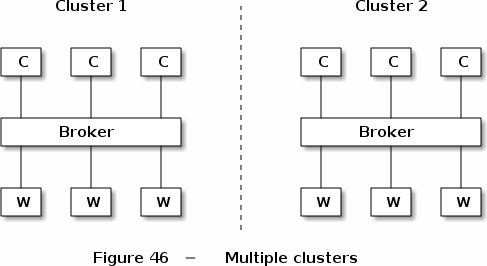 Cluster 1
Cluster 2
C C C
C C C
Broker
Broker
W W W
W W W
Figure 46 – Multiple clusters